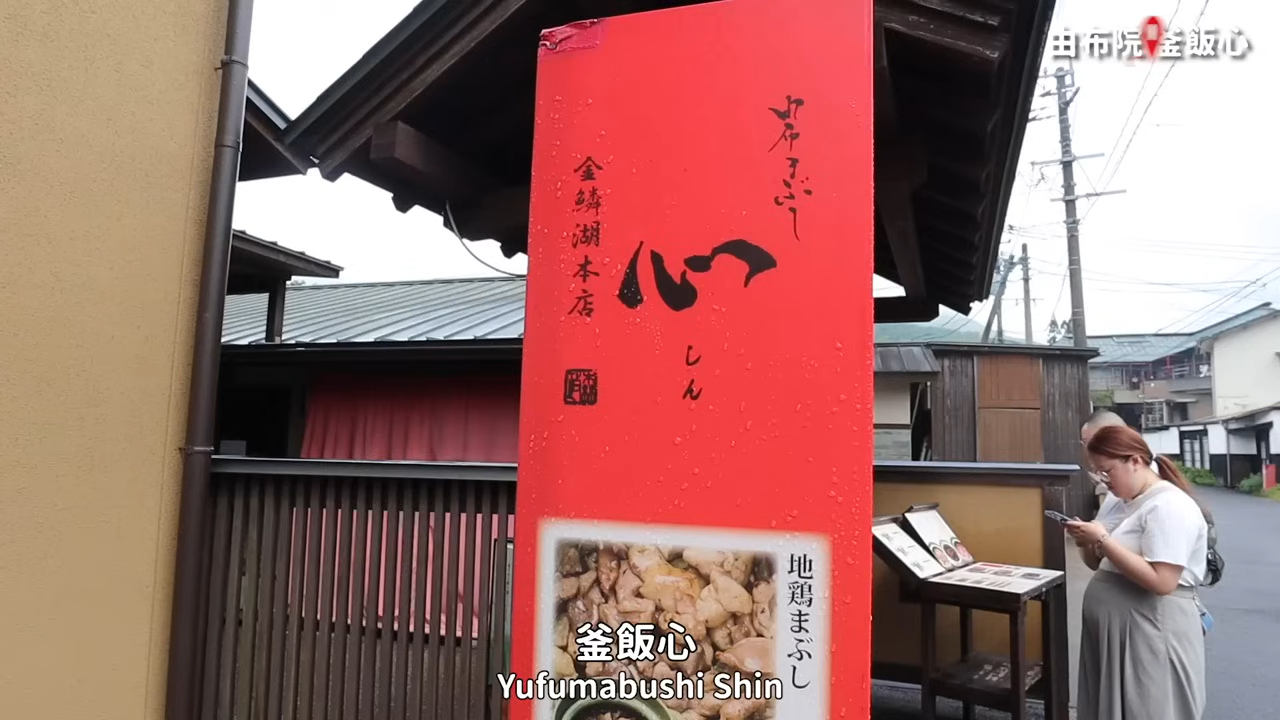 由布院 釜飯心
由布まぶし
心
しん
金鱗湖本店
地鶏まぶし
釜飯心
Yufumabushi Shin